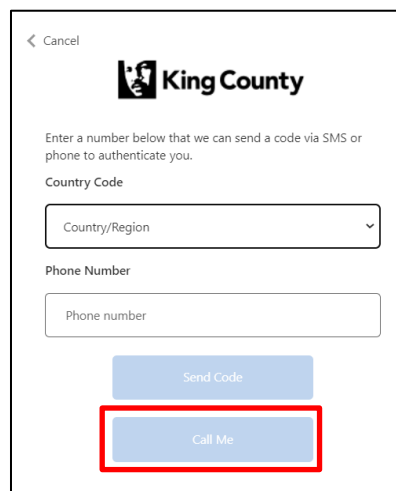 Cancel
King County
Enter a number below that we can send a code via SMS or
phone to authenticate you.
Country Code
Country/Region
Phone Number
Phone number
Send Code
Call Me